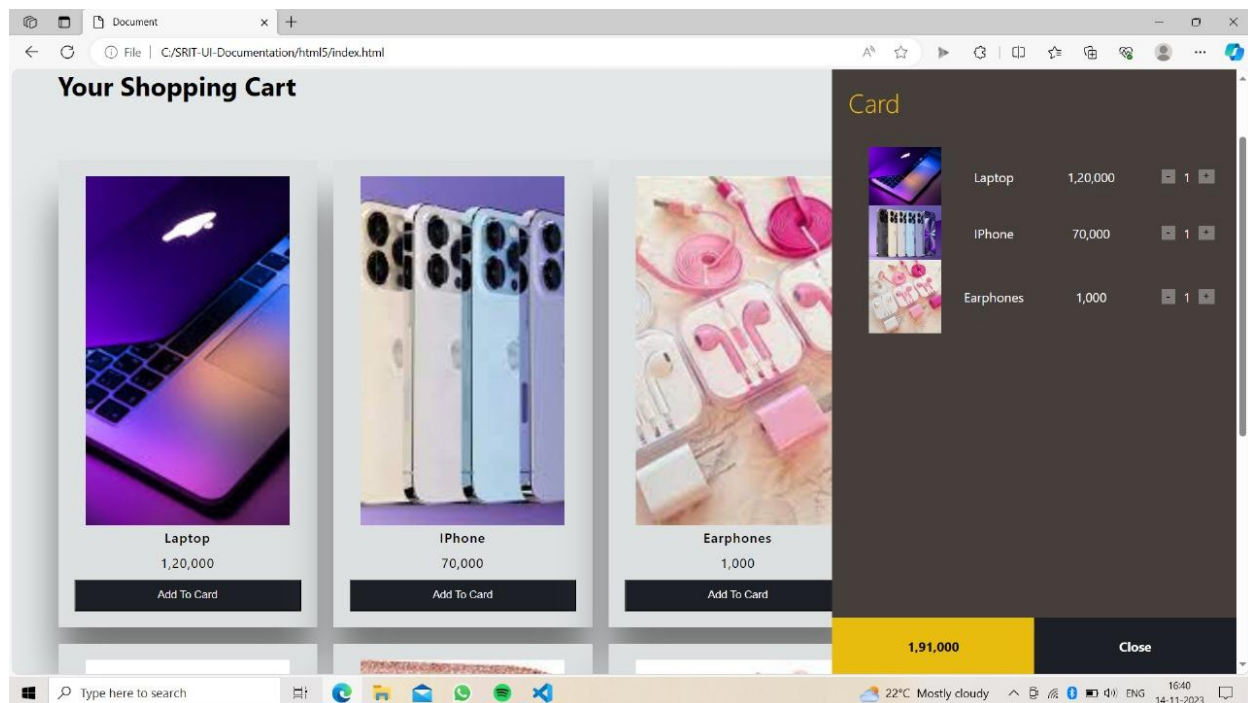 Document
File | C:/SRIT-UI-Documentation/html5/index.html
Your Shopping Cart
Laptop
1,20,000
Add To Card
IPhone
70,000
Add To Card
Earphones
1,000
Add To Card
Card
Laptop 1,20,000 - 1 +
IPhone 70,000 - 1 +
Earphones 1,000 - 1 +
1,91,000
Close
Type here to search
22°C Mostly cloudy
ENG
16:40
14-11-2023